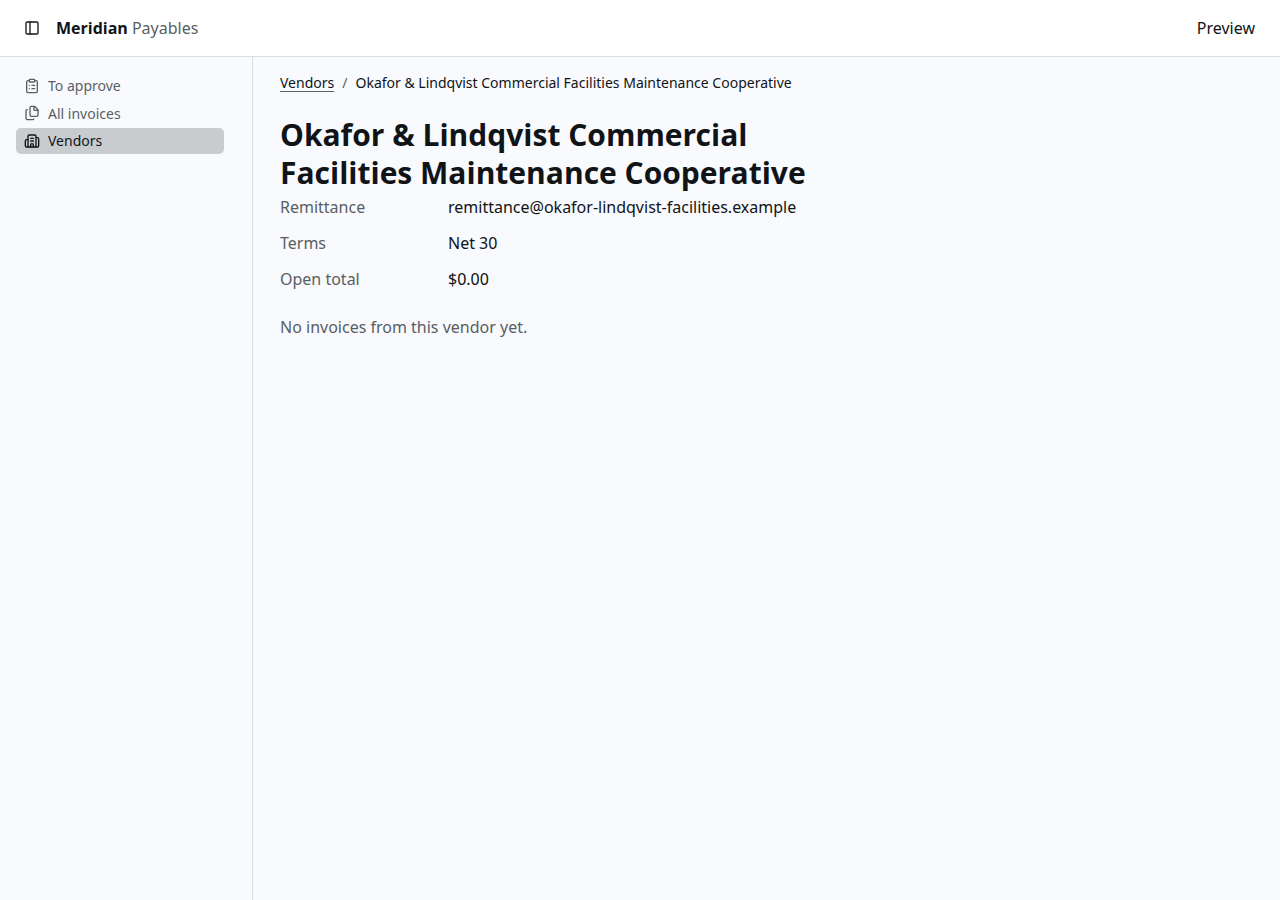 Meridian Payables
Preview
To approve
All invoices
Vendors
Vendors / Okafor & Lindqvist Commercial Facilities Maintenance Cooperative
Okafor & Lindqvist Commercial
Facilities Maintenance Cooperative
Remittance remittance@okafor-lindqvist-facilities.example
Terms Net 30
Open total $0.00
No invoices from this vendor yet.